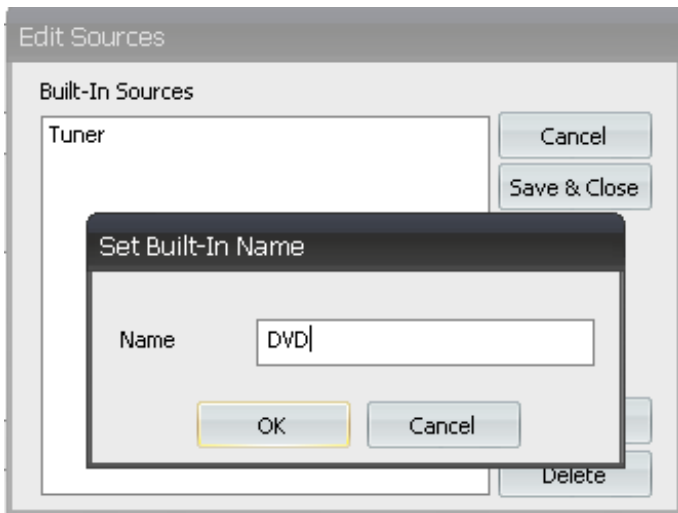 Edit Sources
Built-In Sources
Tuner
Cancel
Save & Close
Set Built-In Name
Name
DVD
OK
Cancel
Delete